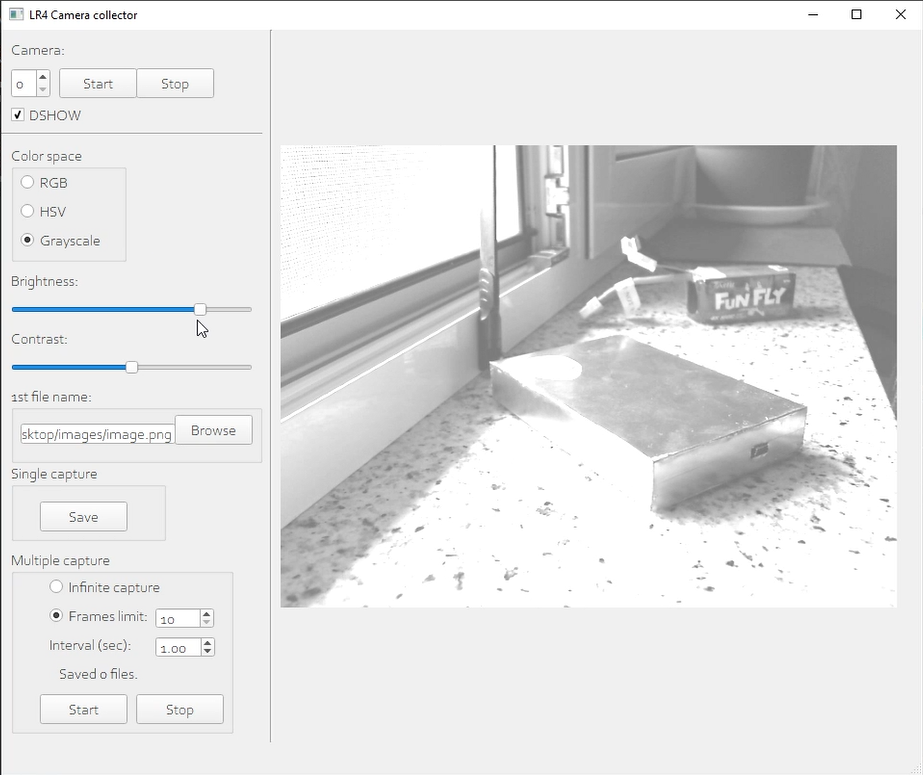 LR4 Camera collector
Camera:
0
Start
Stop
DSHOW
Color space
RGB
HSV
Grayscale
Brightness:
Contrast:
1st file name:
sktop/images/image.png
Browse
Single capture
Save
Multiple capture
Infinite capture
Frames limit: 10
Interval (sec): 1.00
Saved 0 files.
Start
Stop
FUN FLY